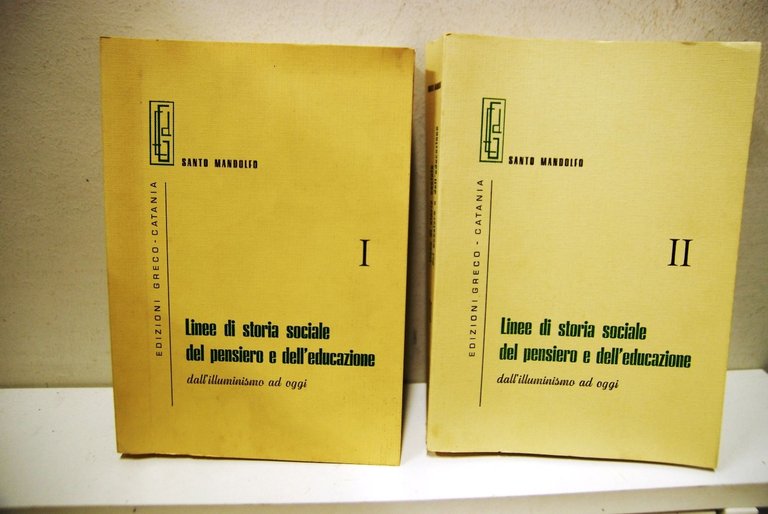 SANTO MANDOLFO
EDIZIONI GRECO - CATANIA
I
Linee di storia sociale
del pensiero e dell'educazione
dall'illuminismo ad oggi
SANTO MANDOLFO
EDIZIONI GRECO - CATANIA
II
Linee di storia sociale
del pensiero e dell'educazione
dall'illuminismo ad oggi